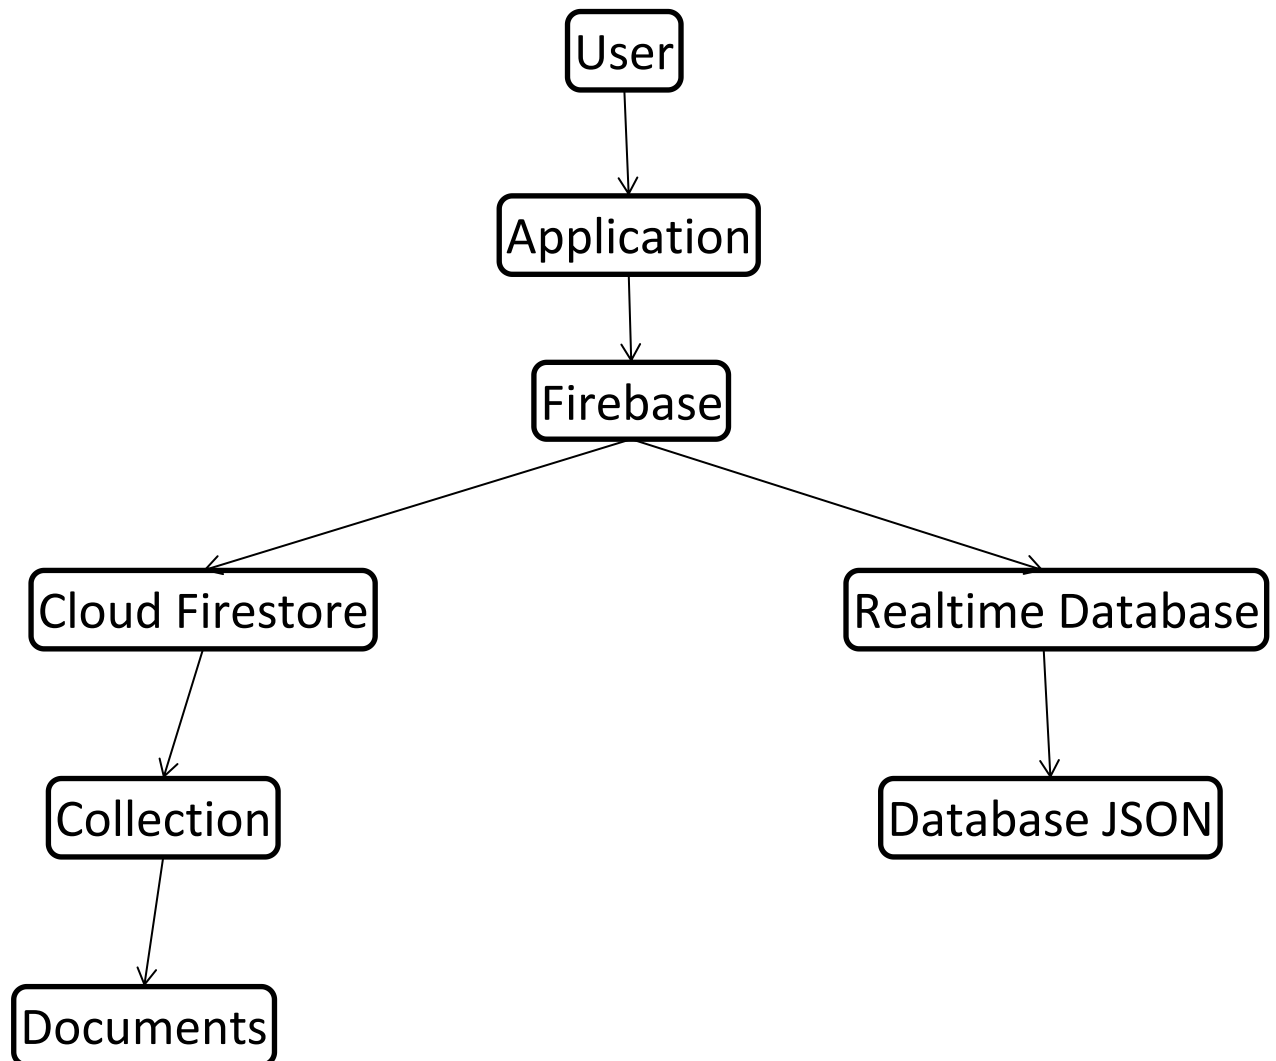 User
Application
Firebase
Cloud Firestore
Realtime Database
Collection
Database JSON
Documents